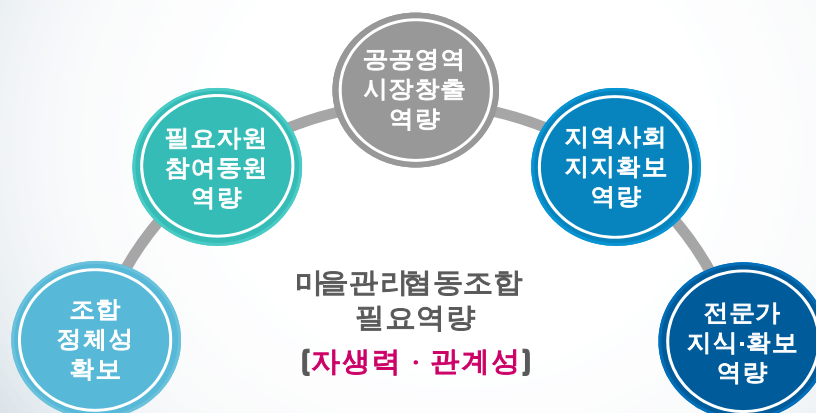 공공영역
시장창출
역량
필요자원
참여동원
역량
지역사회
지지확보
역량
조합
정체성
확보
전문가
지식·확보
역량
마을관리협동조합
필요역량
(자생력 · 관계성)